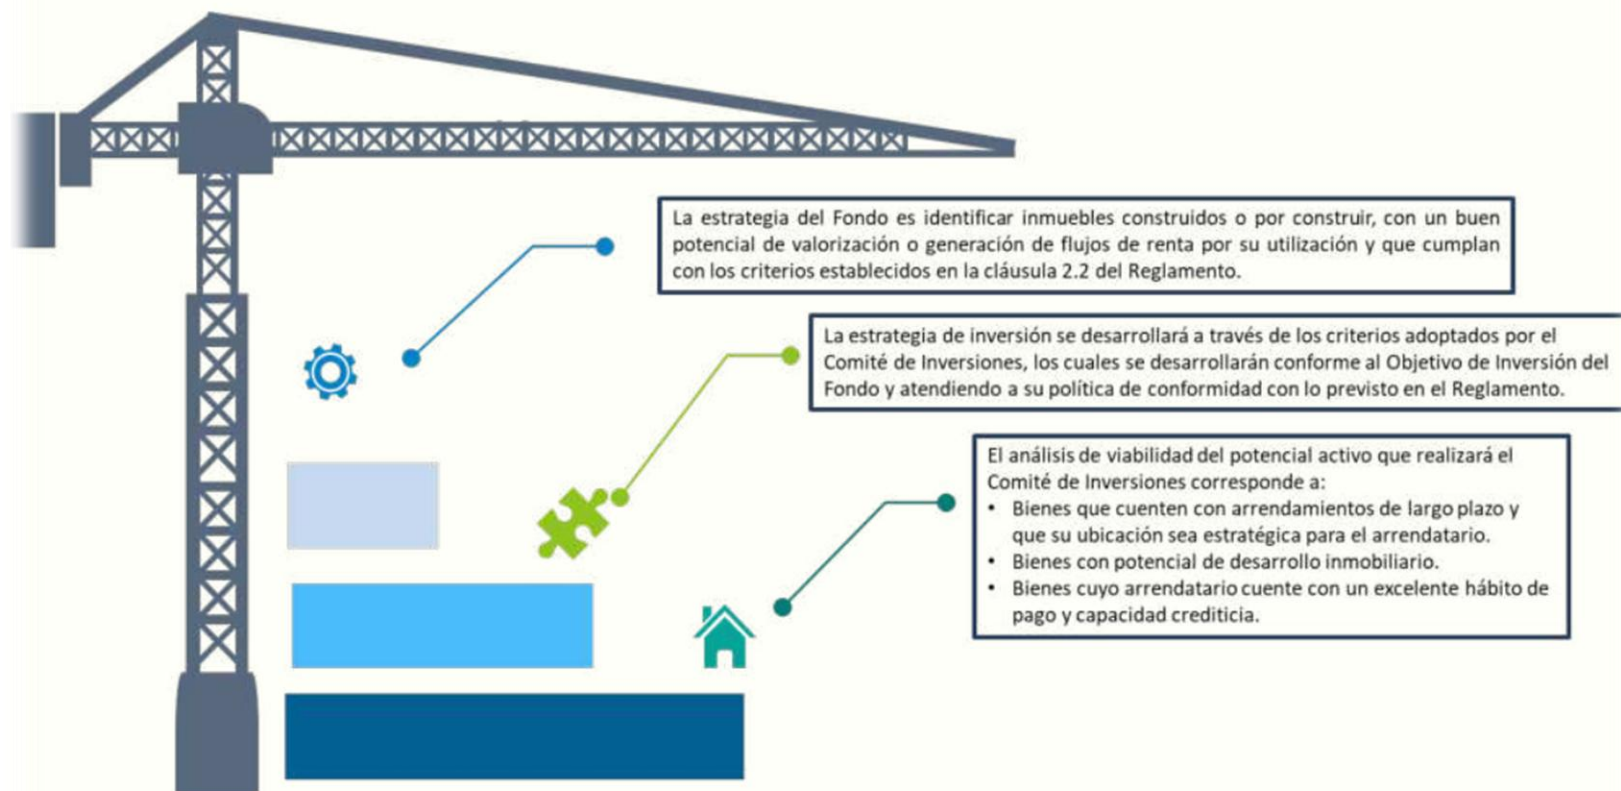 La estrategia del Fondo es identificar inmuebles construidos o por construir, con un buen
potencial de valorización o generación de flujos de renta por su utilización y que cumplan
con los criterios establecidos en la cláusula 2.2 del Reglamento.
La estrategia de inversión se desarrollará a través de los criterios adoptados por el
Comité de Inversiones, los cuales se desarrollarán conforme al Objetivo de Inversión del
Fondo y atendiendo a su política de conformidad con lo previsto en el Reglamento.
El análisis de viabilidad del potencial activo que realizará el
Comité de Inversiones corresponde a:
• Bienes que cuenten con arrendamientos de largo plazo y
que su ubicación sea estratégica para el arrendatario.
• Bienes con potencial de desarrollo inmobiliario.
• Bienes cuyo arrendatario cuente con un excelente hábito de
pago y capacidad crediticia.